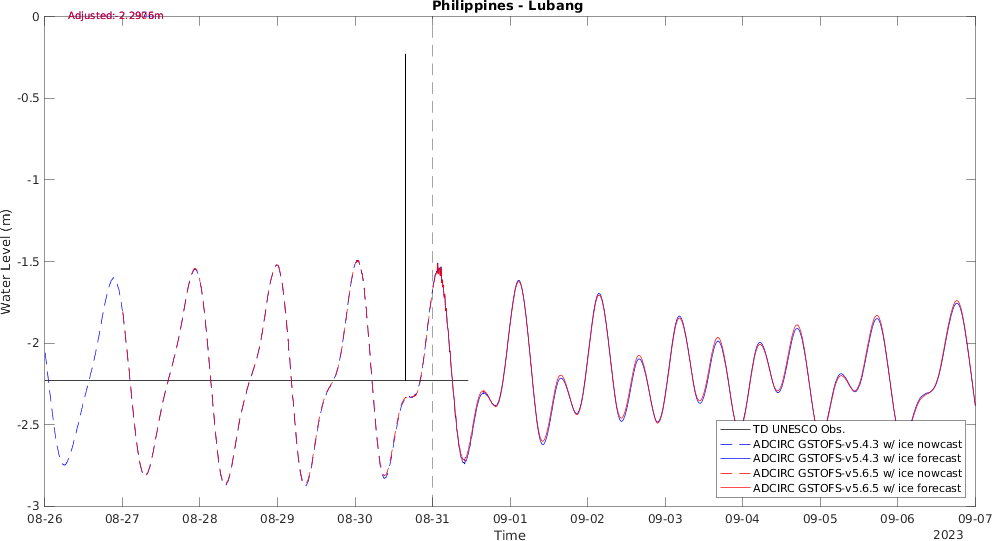 Philippines - Lubang
Adjusted:
0
-0.5
-1
-1.5
-2
-2.5
-3
Water Level (m)
TD UNESCO Obs.
ADCIRC GSTOFS-v5.4.3 w/ ice nowcast
ADCIRC GSTOFS-v5.4.3 w/ ice forecast
ADCIRC GSTOFS-v5.6.5 w/ ice nowcast
ADCIRC GSTOFS-v5.6.5 w/ ice forecast
08-26 08-27 08-28 08-29 08-30 08-31 09-01 09-02 09-03 09-04 09-05 09-06 09-07
Time
2023